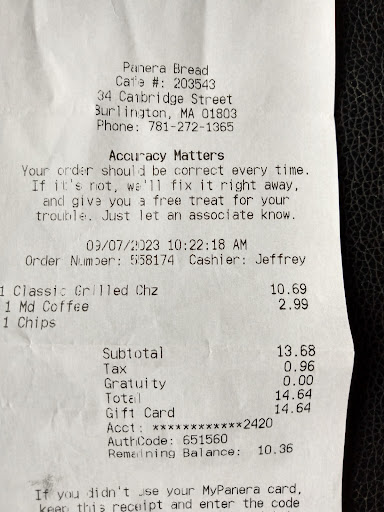 Panera Bread
Cafe #: 203543
34 Cambridge Street
Burlington, MA 01803
Phone: 781-272-1365
Accuracy Matters
Your order should be correct every time.
If it's not, we'll fix it right away,
and give you a free treat for your
trouble. Just let an associate know.
09/07/2023 10:22:18 AM
Order Number: 558174 Cashier: Jeffrey
1 Classic Grilled Chz 10.69
1 Md Coffee 2.99
1 Chips
Subtotal 13.68
Tax 0.96
Gratuity 0.00
Total 14.64
Gift Card 14.64
Acct: ************2420
AuthCode: 651560
Remaining Balance: 10.36
If you didn't use your MyPanera card,
keep this receipt and enter the code